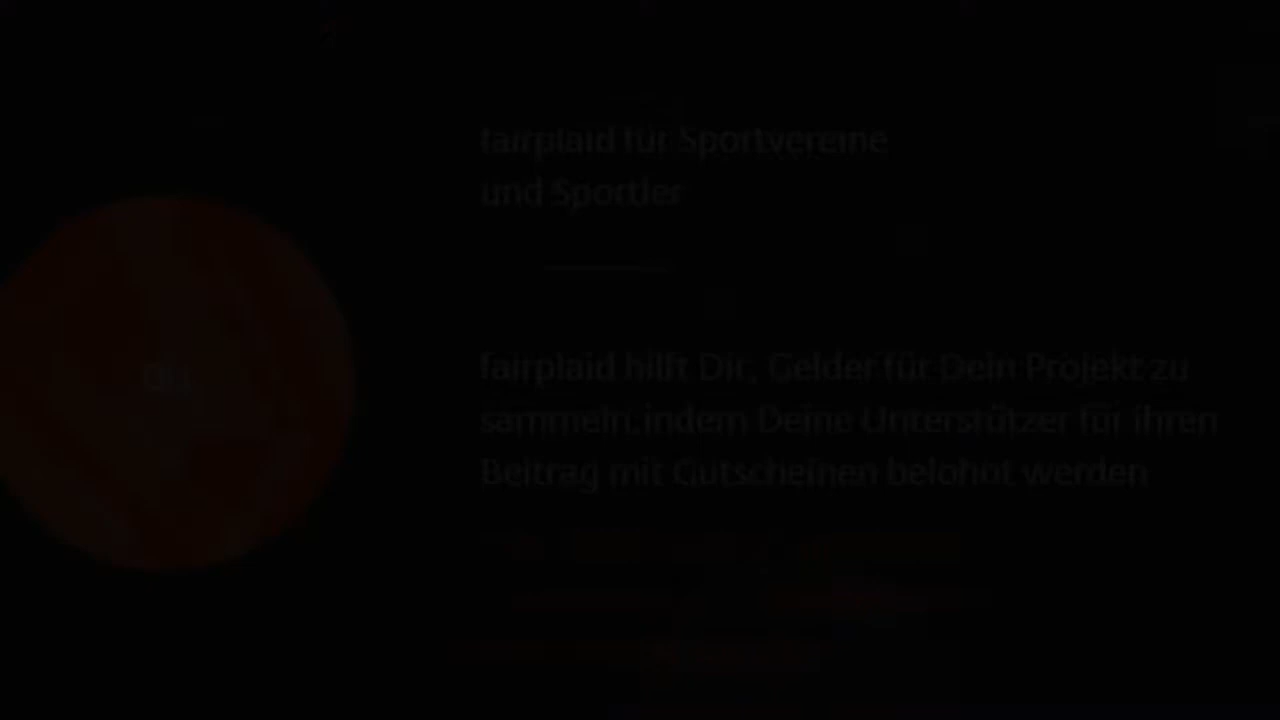 fairplaid für Sportvereine
und Sportler
fairplaid hilft Dir, Gelder für Dein Projekt zu
sammeln, indem Deine Unterstützer für ihren
Beitrag mit Gutscheinen belohnt werden